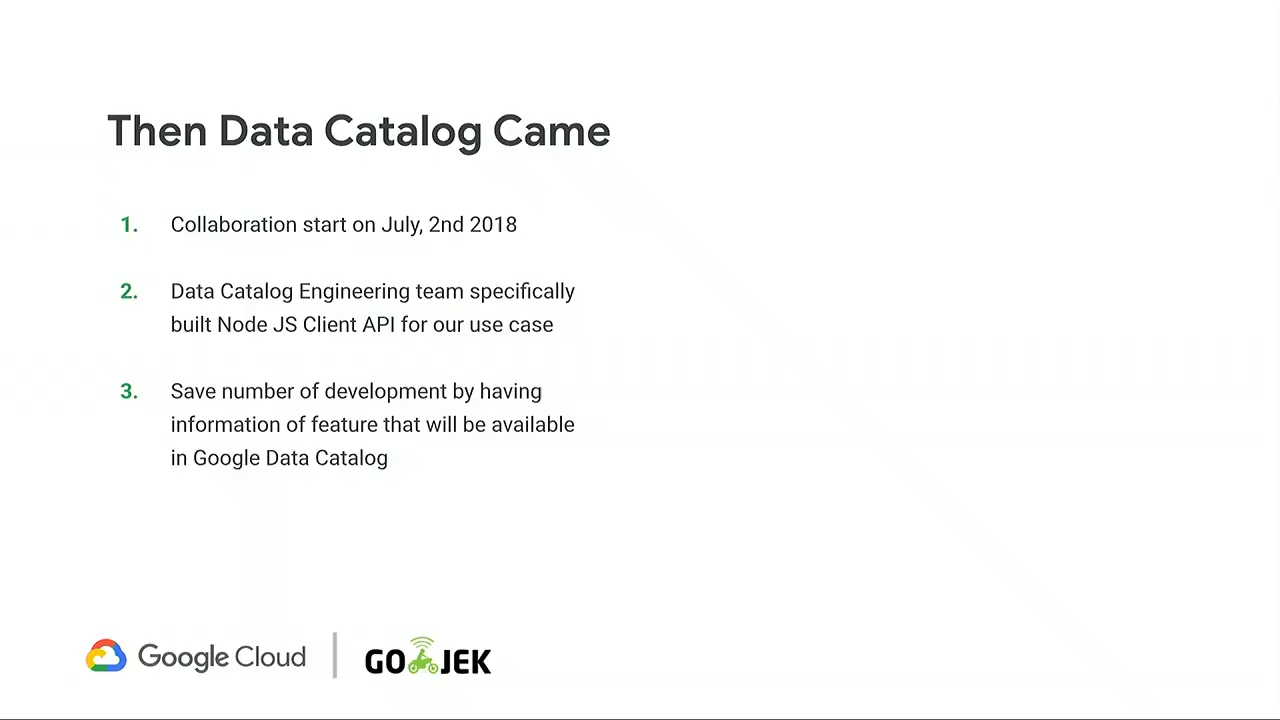 Then Data Catalog Came
1. Collaboration start on July, 2nd 2018
2. Data Catalog Engineering team specifically
built Node JS Client API for our use case
3. Save number of development by having
information of feature that will be available
in Google Data Catalog
Google Cloud
GO JEK